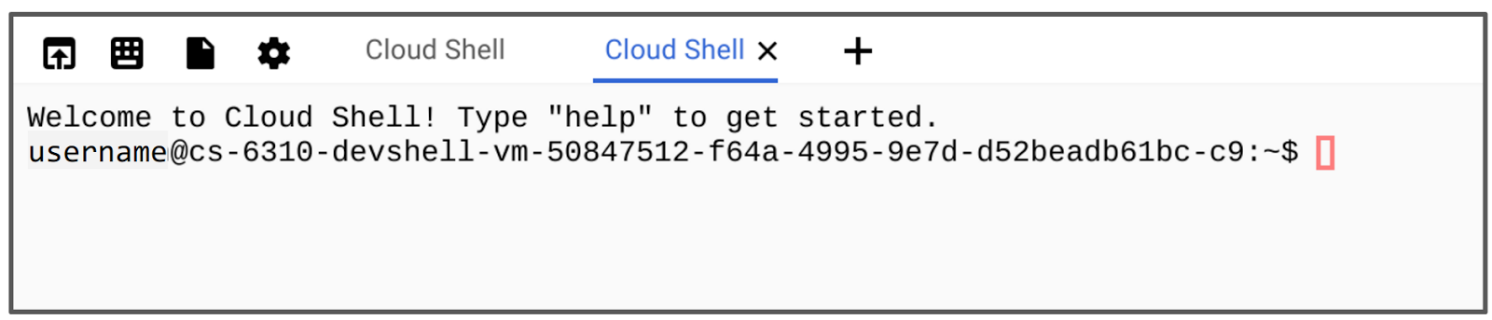 Cloud Shell Cloud Shell
Welcome to Cloud Shell! Type "help" to get started.
username@cs-6310-devshell-vm-50847512-f64a-4995-9e7d-d52beadb61bc-c9:~$